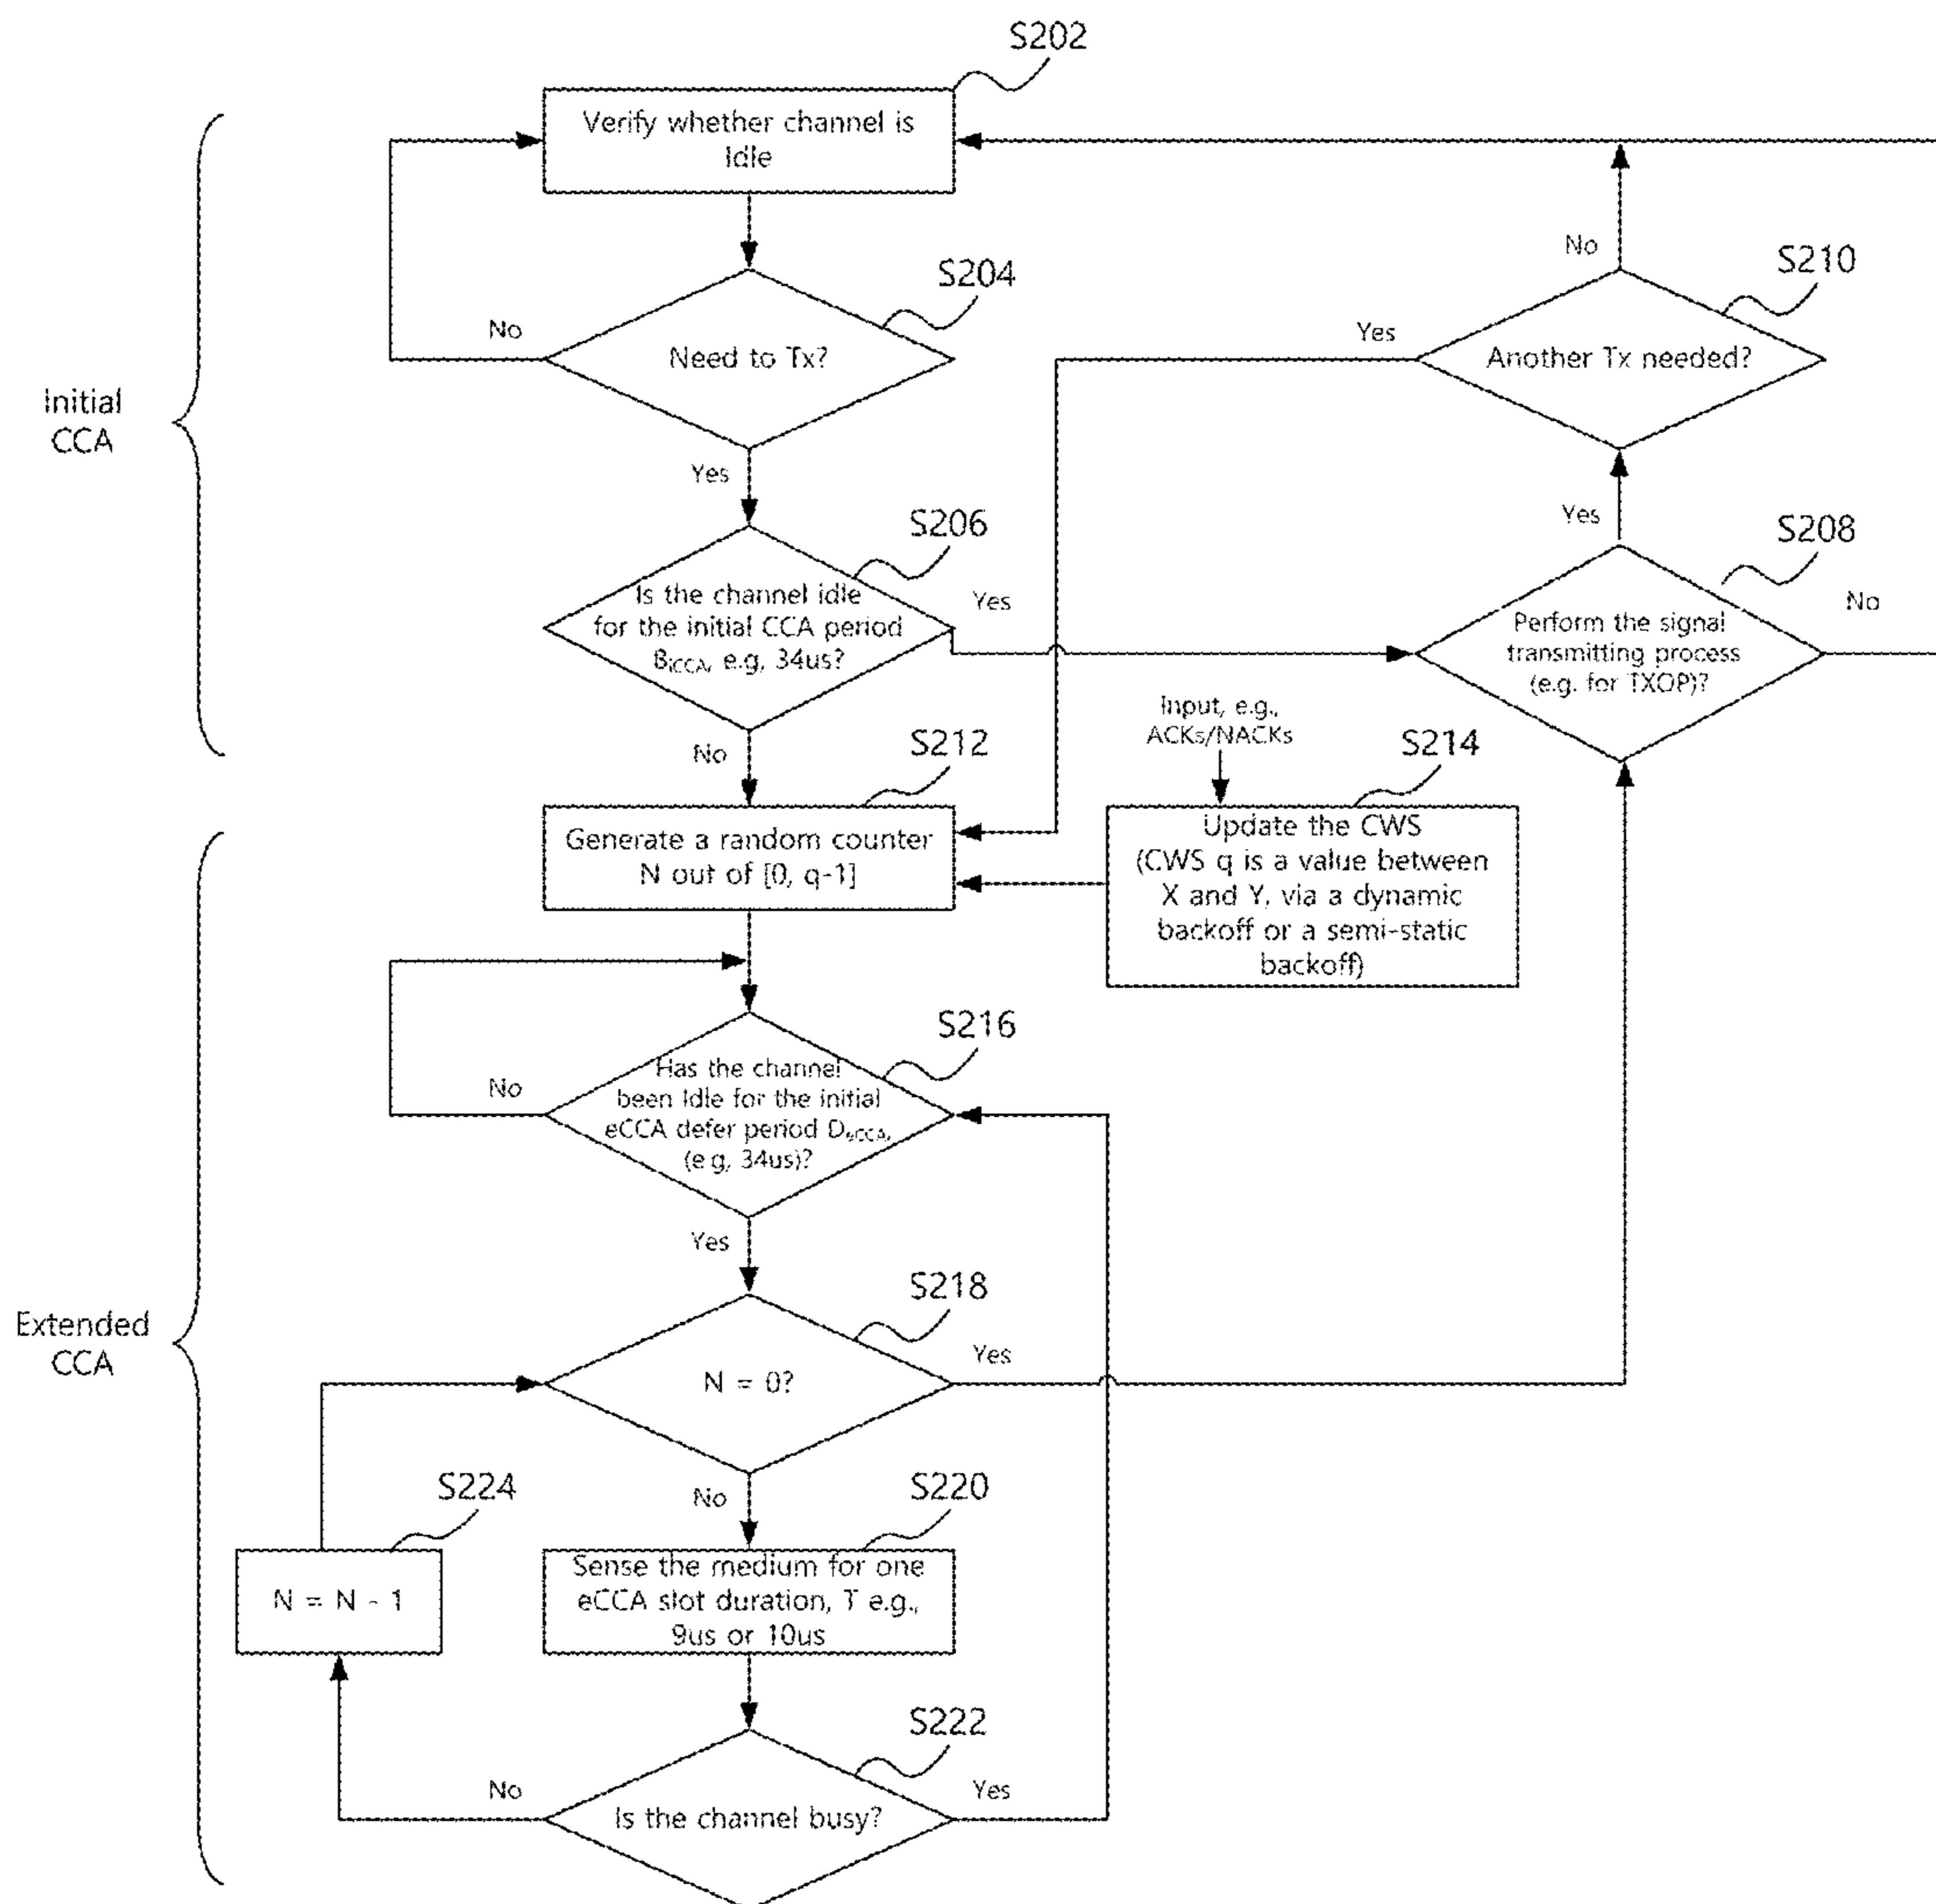 S202
Verify whether channel is
Idle
S204
Need to Tx?
No
Yes
S210
Another Tx needed?
No
Yes
Initial
CCA
S206
Is the channel idle
for the initial CCA period
BiCCA, e.g, 34us?
Yes
No
S208
Perform the signal
transmitting process
(e.g. for TXOP)?
Yes
No
S212
Generate a random counter
N out of [0, q-1]
Input, e.g.,
ACKs/NACKs
S214
Update the CWS
(CWS q is a value between
X and Y, via a dynamic
backoff or a semi-static
backoff)
S216
Has the channel
been Idle for the initial
eCCA defer period DeCCA,
(e.g, 34us)?
No
Yes
Extended
CCA
S218
N = 0?
Yes
No
S224
N = N - 1
S220
Sense the medium for one
eCCA slot duration, T e.g.,
9us or 10us
S222
Is the channel busy?
No
Yes